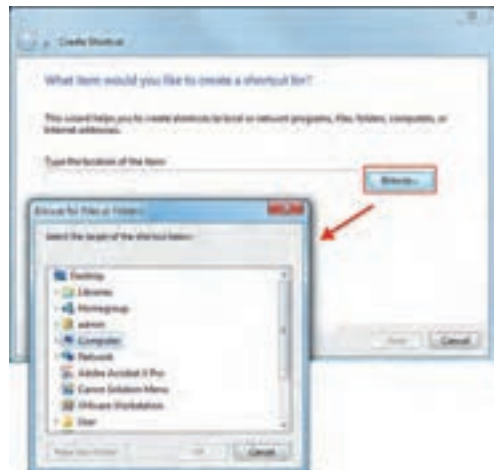 Create Shortcut
What item would you like to create a shortcut for?
This wizard helps you to create shortcuts to local or network programs, files, folders, computers, or
Internet addresses.
Type the location of the item:
Browse...
Browse for Files or Folders
Select the target of the shortcut below:
Desktop
Libraries
Homegroup
admin
Computer
Network
Adobe Acrobat X Pro
Canon Solution Menu
VMware Workstation
User
Make New Folder
OK
Cancel
Next
Cancel